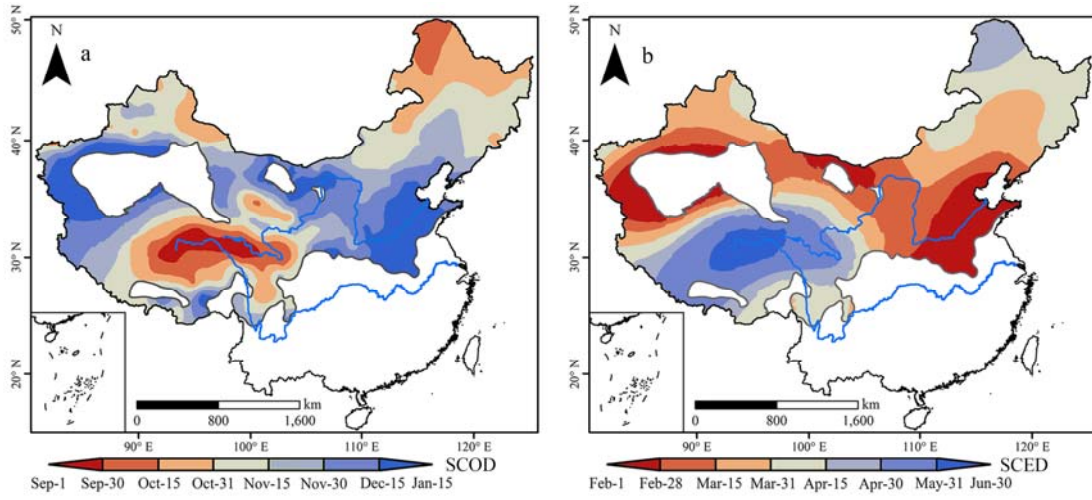 a
N
50° N
40° N
30° N
20° N
km
0 800 1,600
90° E 100° E 110° E 120° E
SCOD
Sep-1 Sep-30 Oct-15 Oct-31 Nov-15 Nov-30 Dec-15 Jan-15
b
N
50° N
40° N
30° N
20° N
km
0 800 1,600
90° E 100° E 110° E 120° E
SCED
Feb-1 Feb-28 Mar-15 Mar-31 Apr-15 Apr-30 May-31 Jun-30